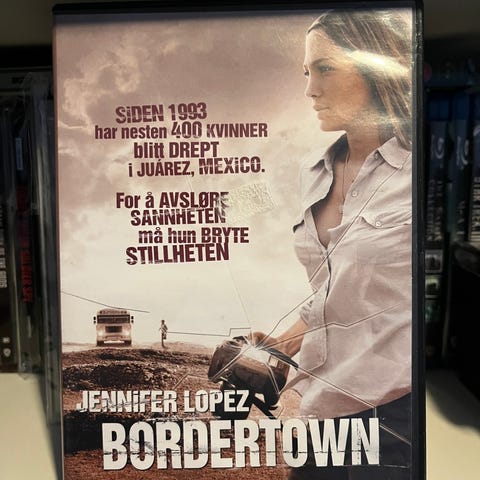 SiDEN 1993
har nesten 400 KVINNER
blitt DREPT
i JUÁREZ, MEXICO.
For å AVSLØRE
SANNHETEN
må hun BRYTE
STILLHETEN
JENNiFER LOPEZ
BORDERTOWN